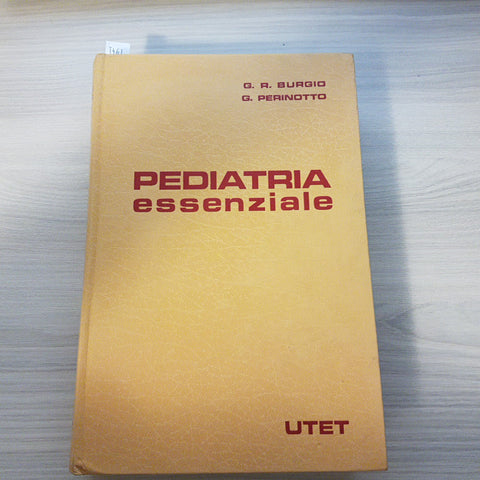 G. R. BURGIO
G. PERINOTTO
PEDIATRIA
essenziale
UTET